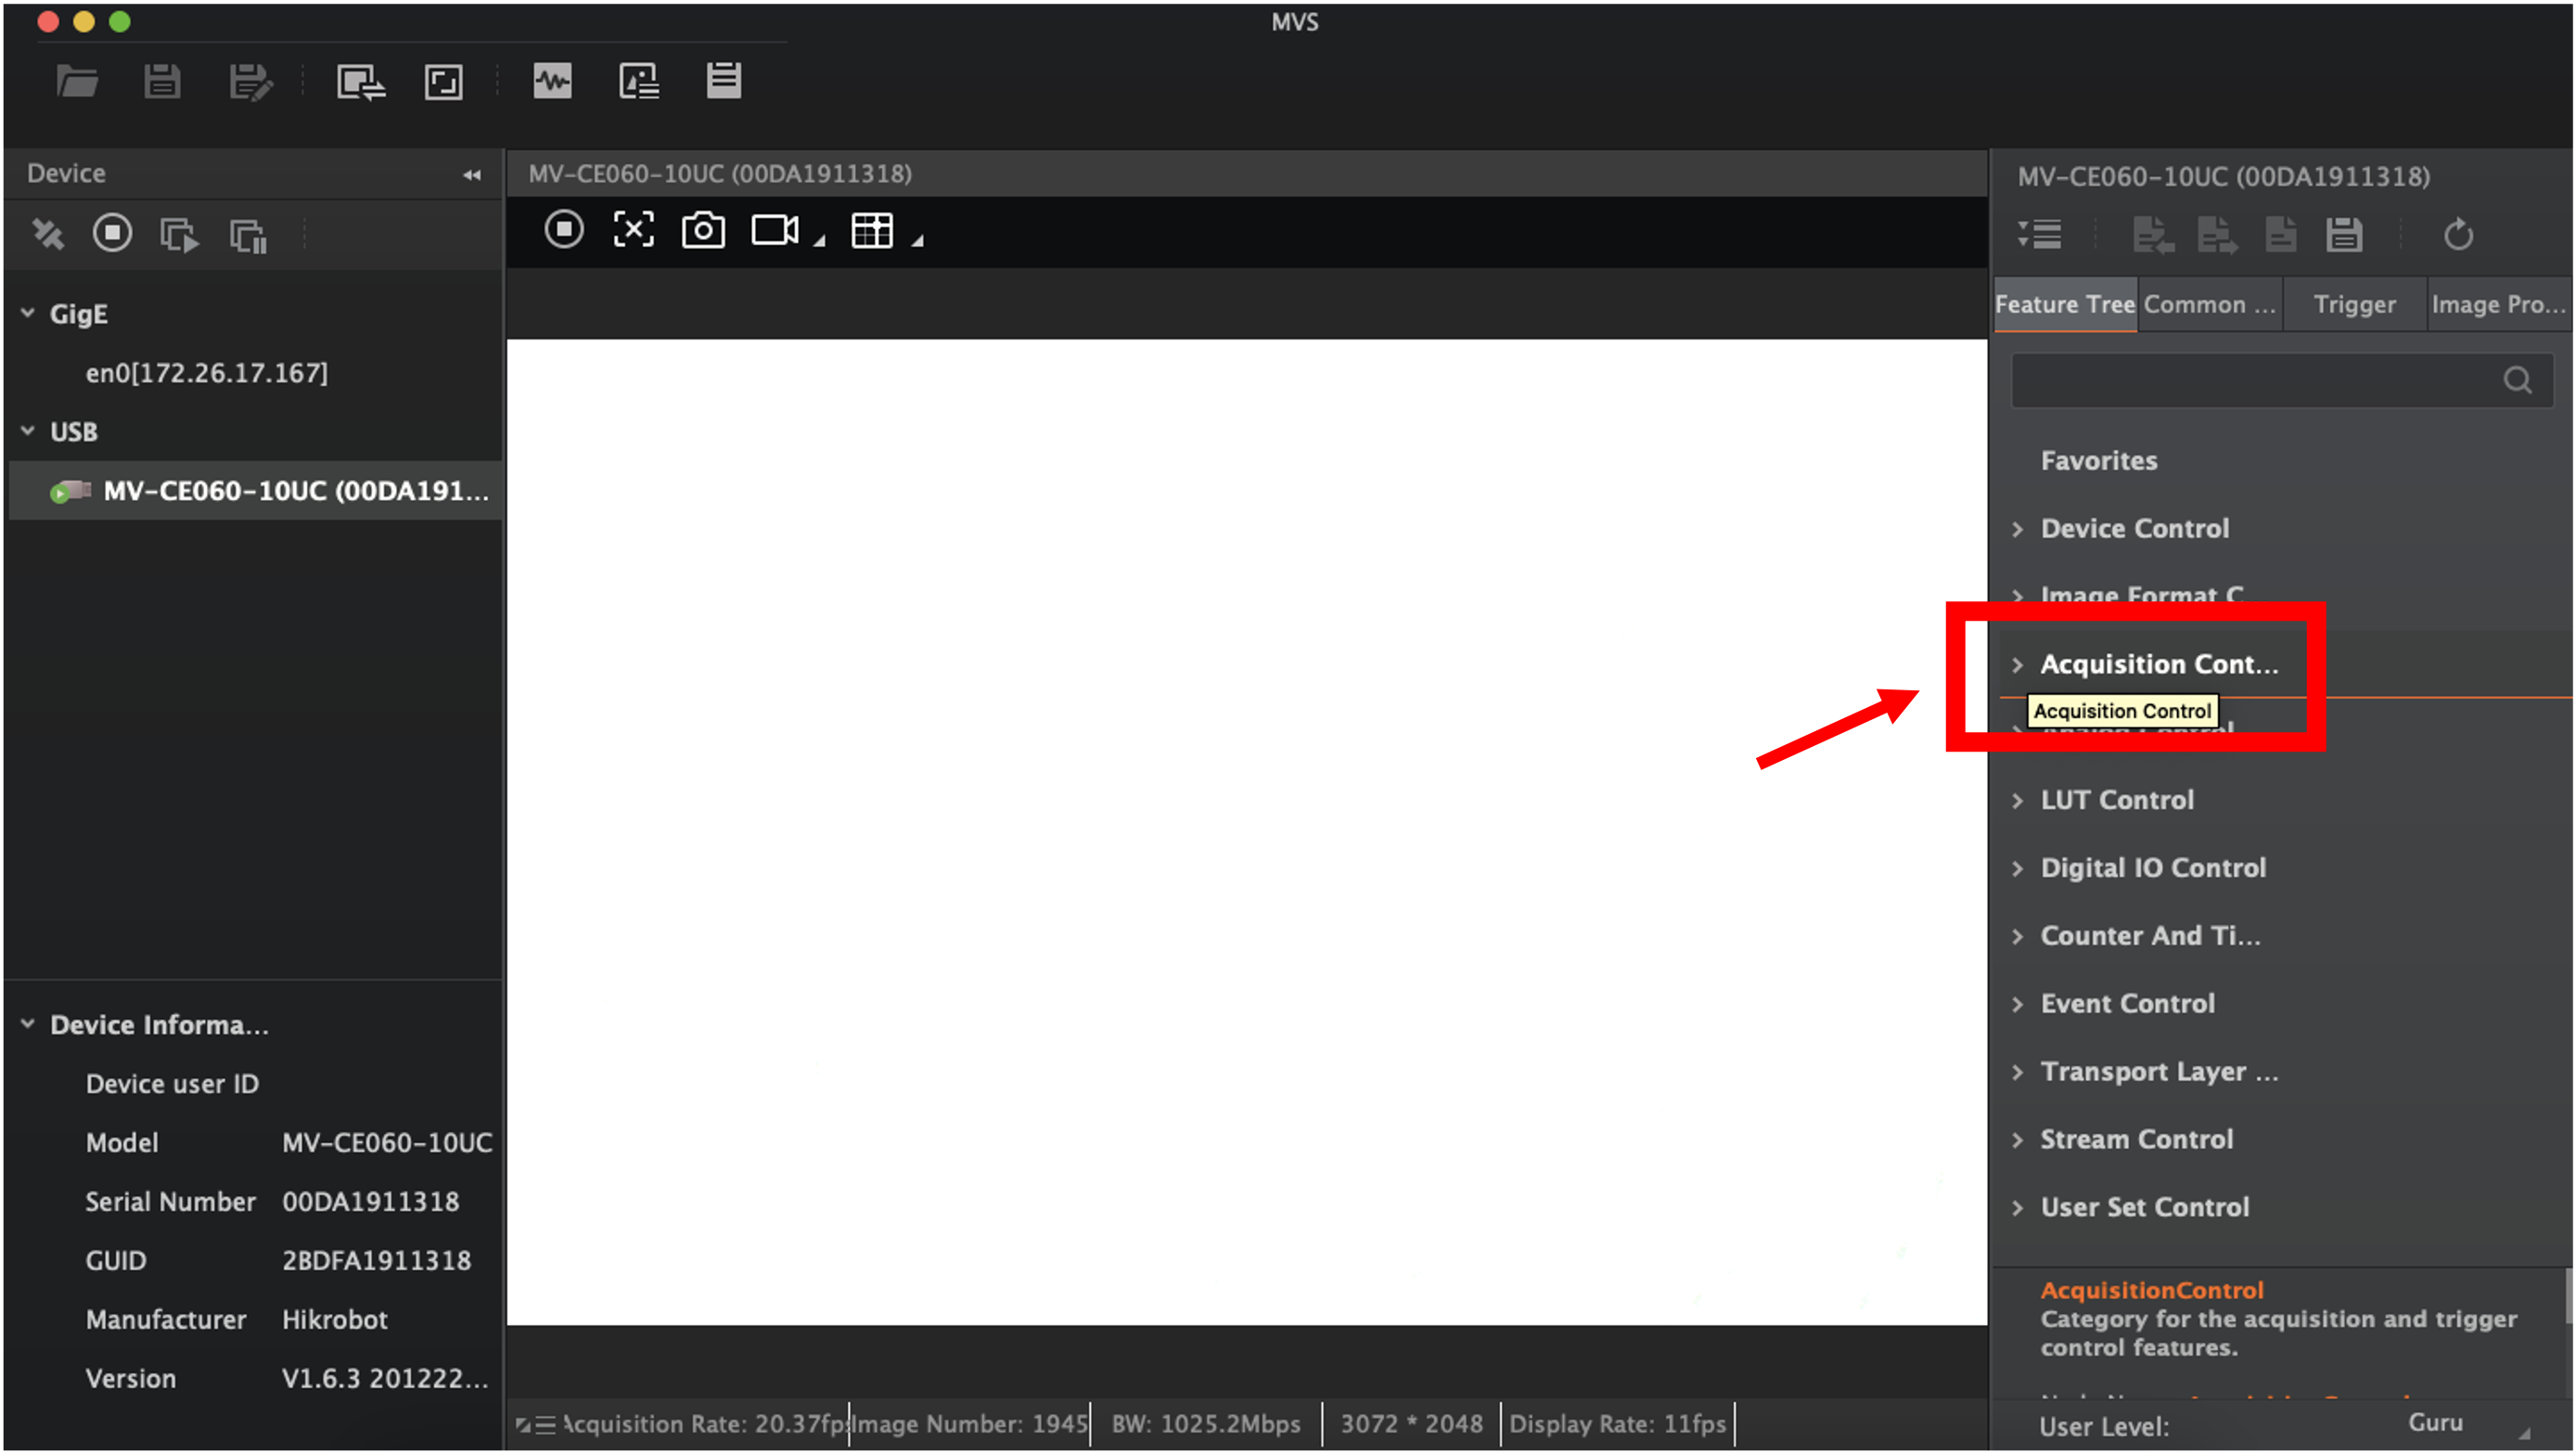 MVS
Device
GigE
en0[172.26.17.167]
USB
MV-CE060-10UC (00DA191...
Device Informa...
Device user ID
Model MV-CE060-10UC
Serial Number 00DA1911318
GUID 2BDFA1911318
Manufacturer Hikrobot
Version V1.6.3 201222...
MV-CE060-10UC (00DA1911318)
Acquisition Rate: 20.37fps Image Number: 1945 BW: 1025.2Mbps 3072 * 2048 Display Rate: 11fps
MV-CE060-10UC (00DA1911318)
Feature Tree Common ... Trigger Image Pro...
Favorites
Device Control
Image Format C
Acquisition Cont...
Acquisition Control
Analog Control
LUT Control
Digital IO Control
Counter And Ti...
Event Control
Transport Layer ...
Stream Control
User Set Control
AcquisitionControl
Category for the acquisition and trigger
control features.
User Level: Guru